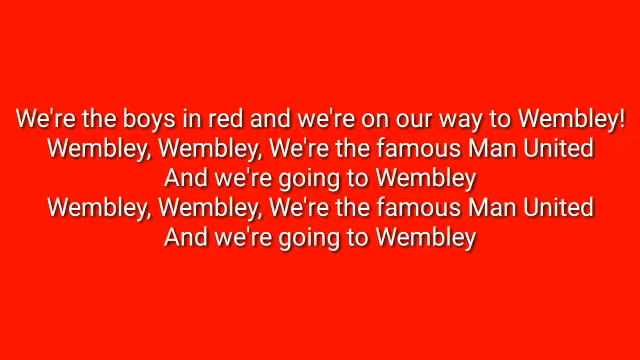 We're the boys in red and we're on our way to Wembley!
Wembley, Wembley, We're the famous Man United
And we're going to Wembley
Wembley, Wembley, We're the famous Man United
And we're going to Wembley